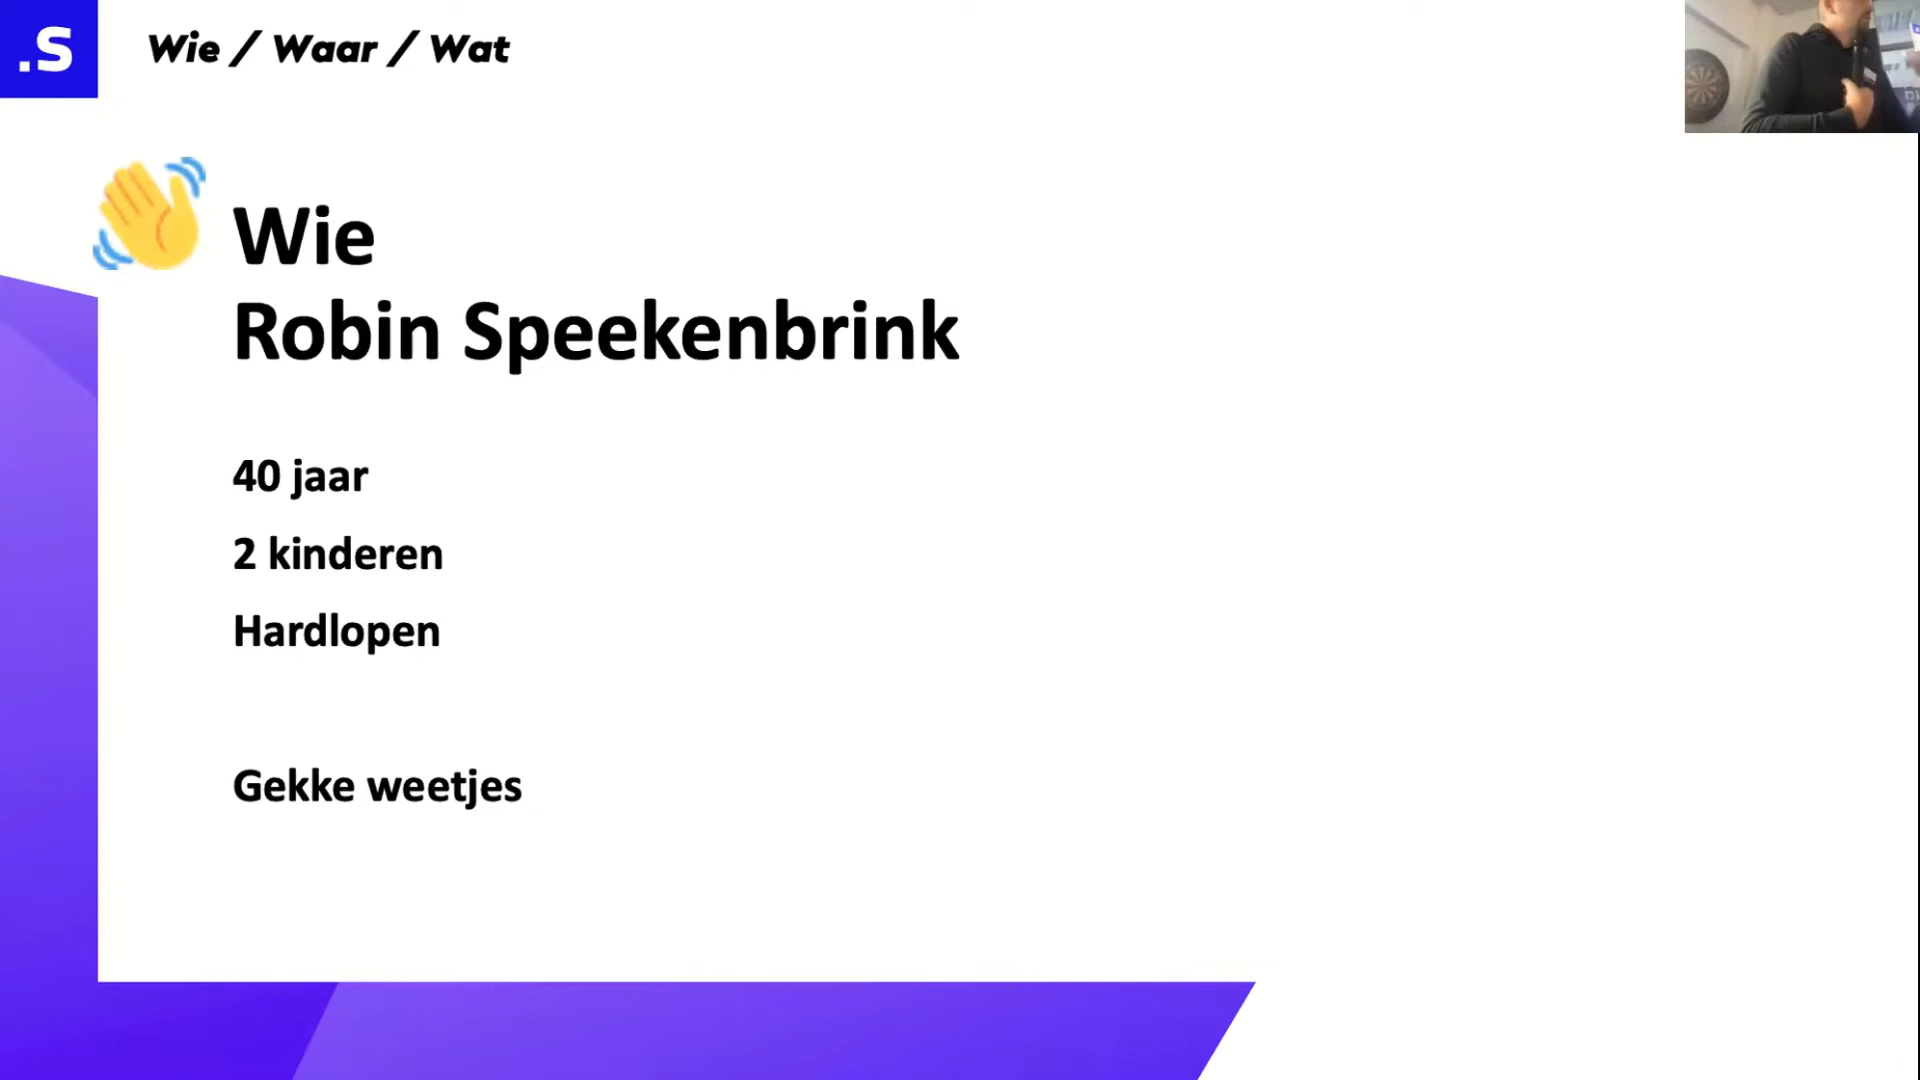 .S
Wie / Waar / Wat
Wie
Robin Speekenbrink
40 jaar
2 kinderen
Hardlopen
Gekke weetjes